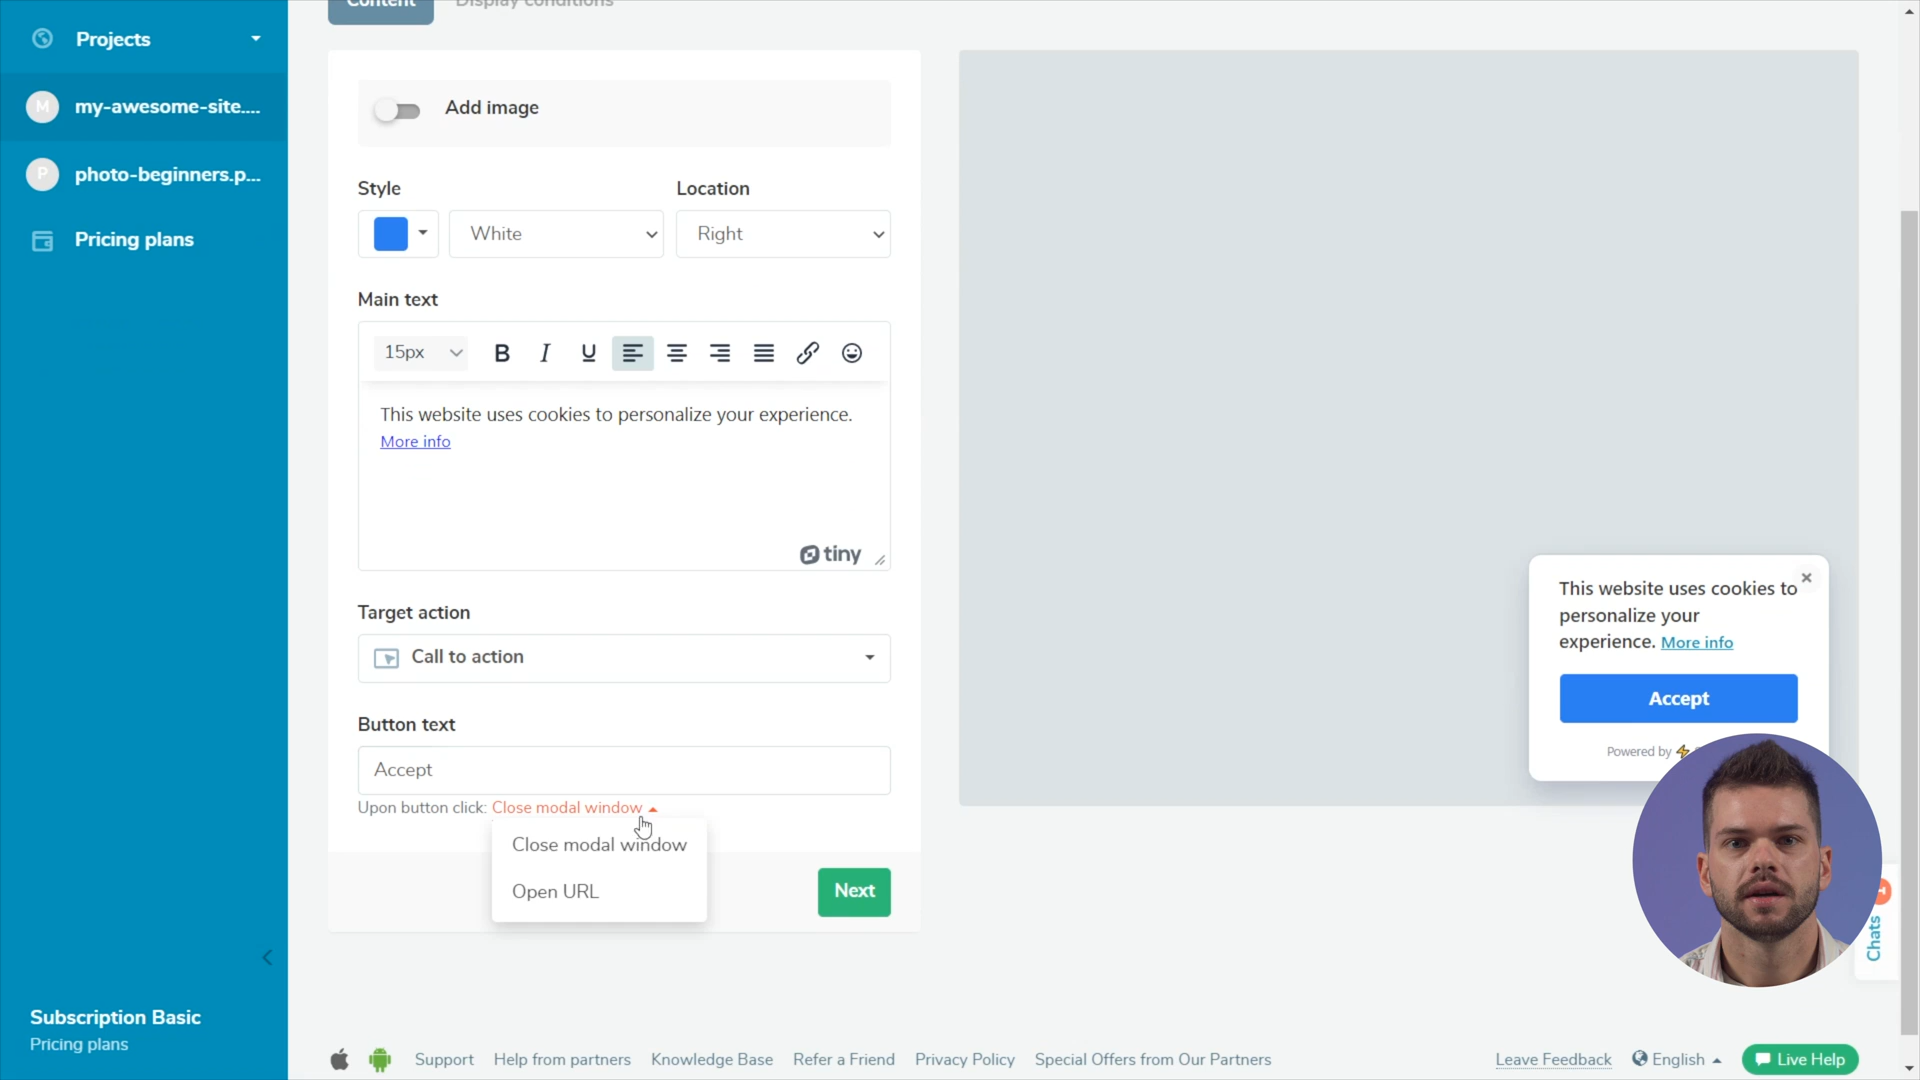 Projects
M
my-awesome-site....
P
photo-beginners.p...
Pricing plans
Subscription Basic
Pricing plans
Content
Display conditions
Add image
Style
Location
White
Right
Main text
15px
B
I
U
This website uses cookies to personalize your experience.
More info
tiny
Target action
Call to action
Button text
Accept
Upon button click: Close modal window
Close modal window
Open URL
Next
This website uses cookies to
personalize your
experience. More info
Accept
Powered by
Chats
Support
Help from partners
Knowledge Base
Refer a Friend
Privacy Policy
Special Offers from Our Partners
Leave Feedback
English
Live Help